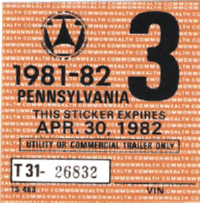 3
1981-82
PENNSYLVANIA
THIS STICKER EXPIRES
APR. 30, 1982
UTILITY OR COMMERCIAL TRAILER ONLY
T31- 26832
VIN